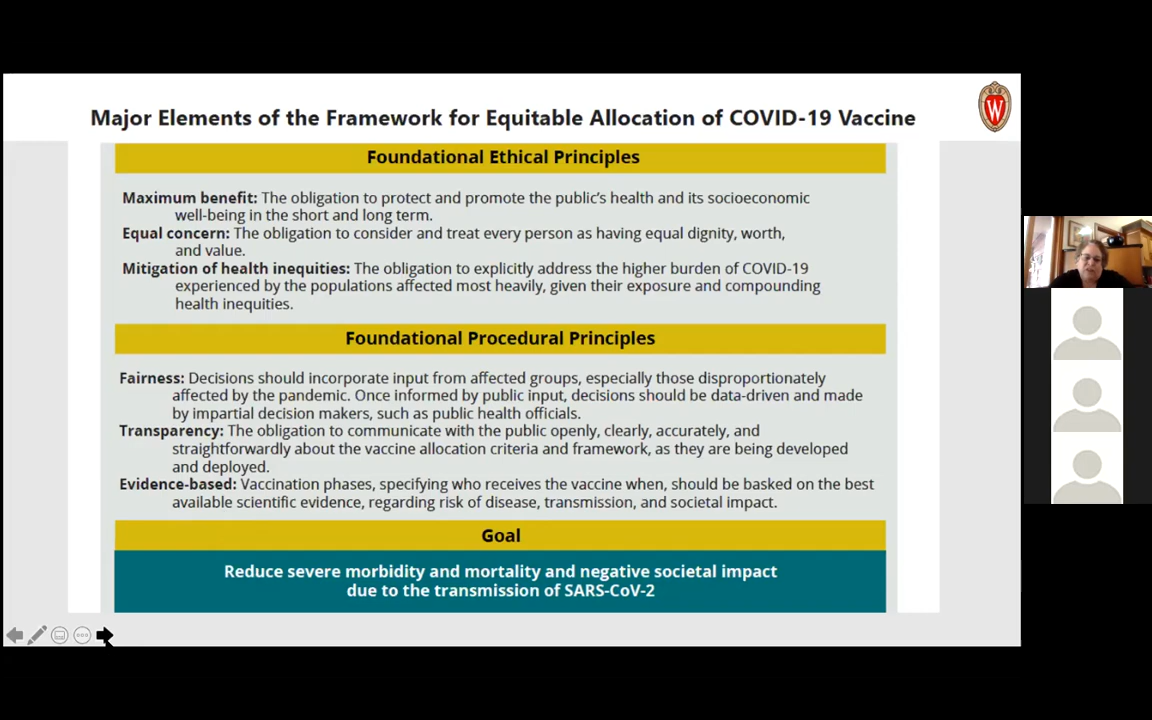 Major Elements of the Framework for Equitable Allocation of COVID-19 Vaccine
W
Foundational Ethical Principles
Maximum benefit: The obligation to protect and promote the public's health and its socioeconomic
well-being in the short and long term.
Equal concern: The obligation to consider and treat every person as having equal dignity, worth,
and value.
Mitigation of health inequities: The obligation to explicitly address the higher burden of COVID-19
experienced by the populations affected most heavily, given their exposure and compounding
health inequities.
Foundational Procedural Principles
Fairness: Decisions should incorporate input from affected groups, especially those disproportionately
affected by the pandemic. Once informed by public input, decisions should be data-driven and made
by impartial decision makers, such as public health officials.
Transparency: The obligation to communicate with the public openly, clearly, accurately, and
straightforwardly about the vaccine allocation criteria and framework, as they are being developed
and deployed.
Evidence-based: Vaccination phases, specifying who receives the vaccine when, should be basked on the best
available scientific evidence, regarding risk of disease, transmission, and societal impact.
Goal
Reduce severe morbidity and mortality and negative societal impact
due to the transmission of SARS-CoV-2